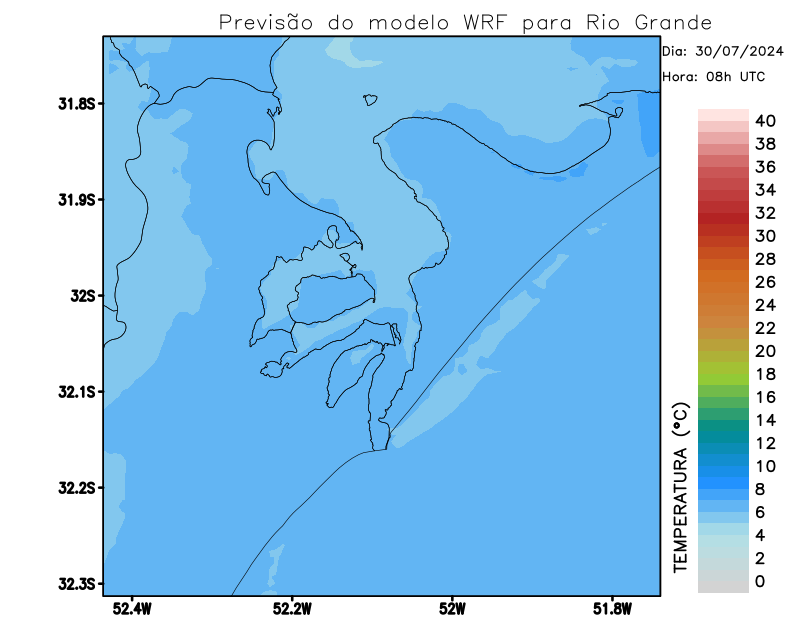 Previsão do modelo WRF para Rio Grande
Dia: 30/07/2024
Hora: 08h UTC
31.8S
31.9S
32S
32.1S
32.2S
32.3S
52.4W
52.2W
52W
51.8W
TEMPERATURA (ºC)
40
38
36
34
32
30
28
26
24
22
20
18
16
14
12
10
8
6
4
2
0